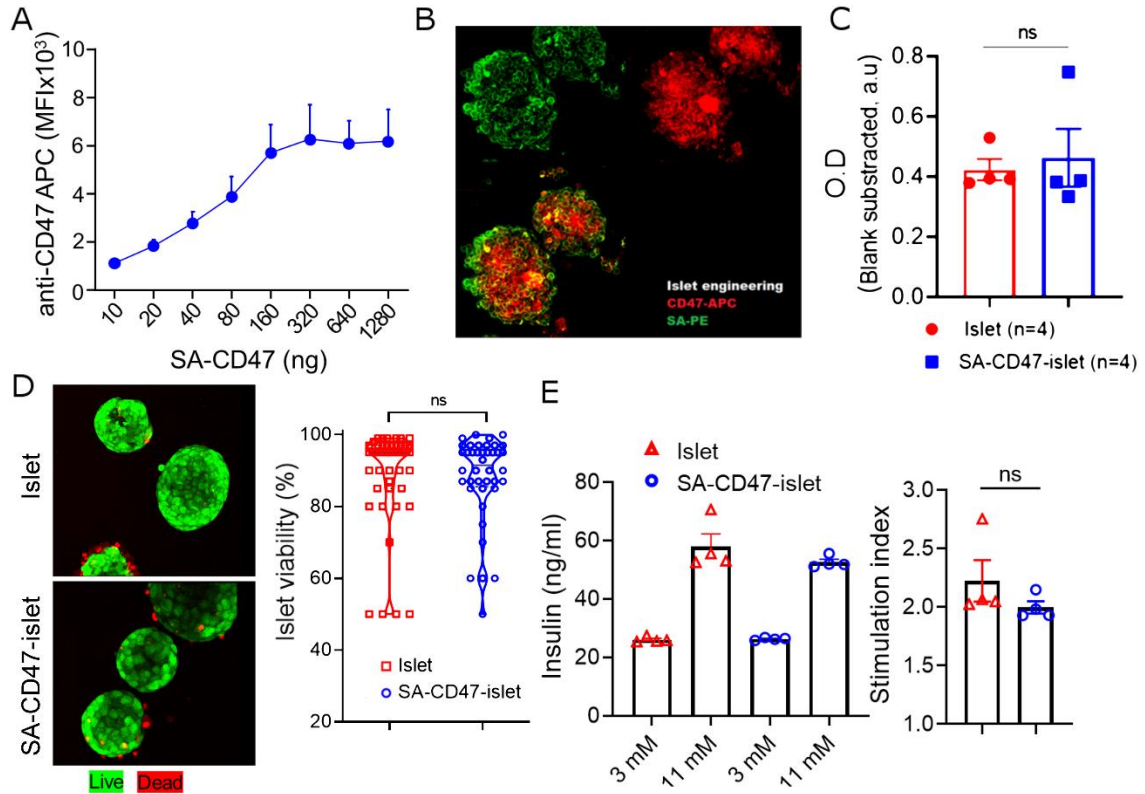 A
anti-CD47 APC (MFIx10³)
10
8
6
4
2
0
10
20
40
80
160
320
640
1280
SA-CD47 (ng)
B
Islet engineering
CD47-APC
SA-PE
C
ns
O.D
(Blank substracted, a.u)
0.8
0.6
0.4
0.2
0.0
Islet (n=4)
SA-CD47-islet (n=4)
D
Islet
SA-CD47-islet
Live
Dead
ns
Islet viability (%)
100
80
60
40
20
Islet
SA-CD47-islet
E
Islet
SA-CD47-islet
Insulin (ng/ml)
80
60
40
20
0
3 mM
11 mM
3 mM
11 mM
ns
Stimulation index
3.0
2.5
2.0
1.5
1.0